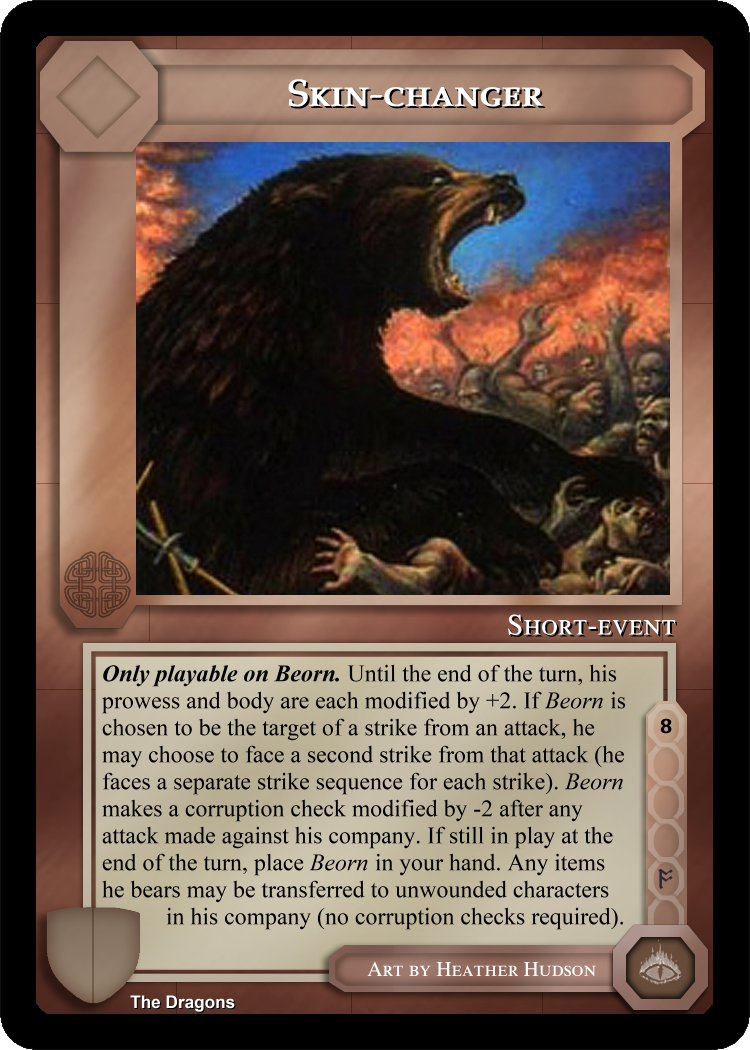 Skin-changer
Short-event
Only playable on Beorn. Until the end of the turn, his
prowess and body are each modified by +2. If Beorn is
chosen to be the target of a strike from an attack, he
may choose to face a second strike from that attack (he
faces a separate strike sequence for each strike). Beorn
makes a corruption check modified by -2 after any
attack made against his company. If still in play at the
end of the turn, place Beorn in your hand. Any items
he bears may be transferred to unwounded characters
in his company (no corruption checks required).
8
Art by Heather Hudson
The Dragons